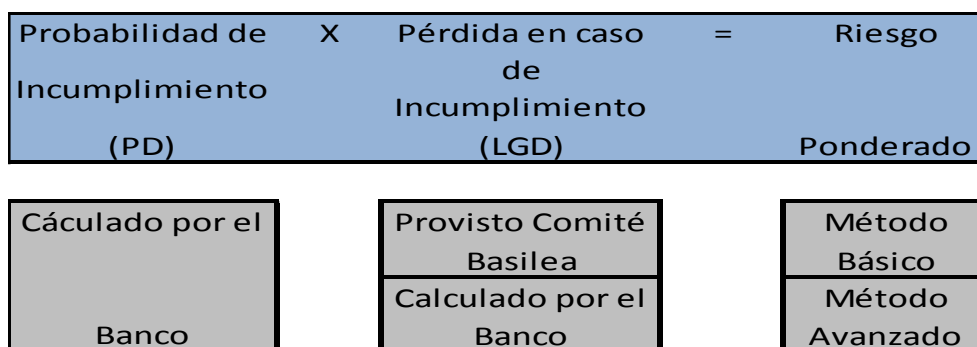 Probabilidad de X Pérdida en caso = Riesgo
de
Incumplimiento
Incumplimiento
(PD) (LGD) Ponderado
Cáculado por el Provisto Comité Método
Basilea Básico
Calculado por el Método
Banco Banco Avanzado